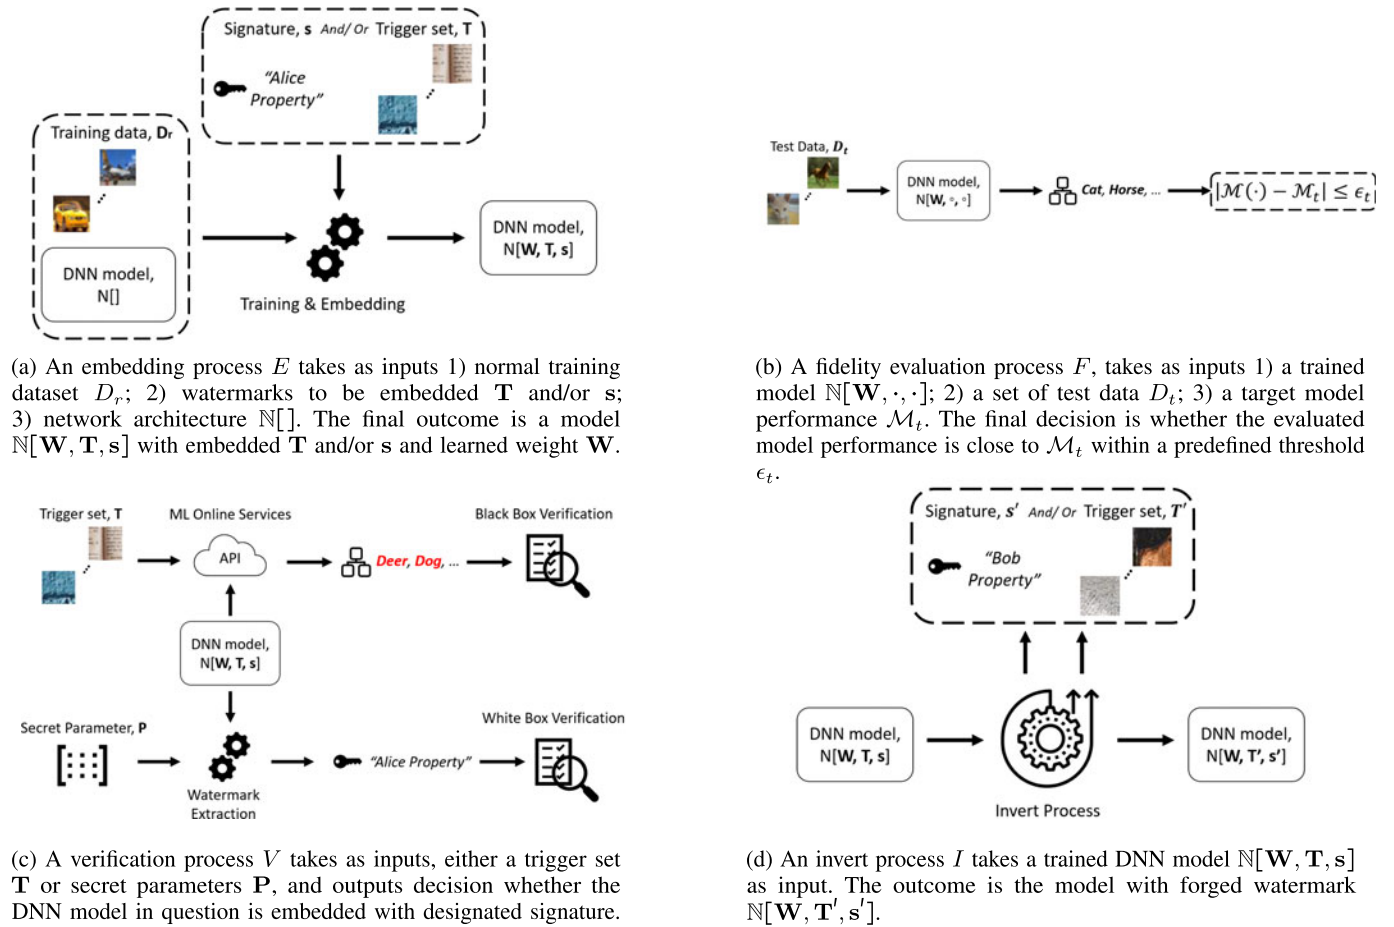 Signature, s And/ Or Trigger set, T
"Alice
Property"
Training data, Dr
DNN model,
N[]
Training & Embedding
DNN model,
N[W, T, s]
(a) An embedding process E takes as inputs 1) normal training
dataset D_r; 2) watermarks to be embedded T and/or s;
3) network architecture ℕ[ ]. The final outcome is a model
ℕ[W, T, s] with embedded T and/or s and learned weight W.
Test Data, D_t
DNN model,
N[W, ∘, ∘]
Cat, Horse, ...
|ℳ(·) − ℳ_t| ≤ ϵ_t
(b) A fidelity evaluation process F, takes as inputs 1) a trained
model ℕ[W, ·, ·]; 2) a set of test data D_t; 3) a target model
performance ℳ_t. The final decision is whether the evaluated
model performance is close to ℳ_t within a predefined threshold
ϵ_t.
Trigger set, T
ML Online Services
API
Deer, Dog, ...
Black Box Verification
DNN model,
N[W, T, s]
Secret Parameter, P
Watermark
Extraction
"Alice Property"
White Box Verification
(c) A verification process V takes as inputs, either a trigger set
T or secret parameters P, and outputs decision whether the
DNN model in question is embedded with designated signature.
Signature, s' And/ Or Trigger set, T'
"Bob
Property"
DNN model,
N[W, T, s]
Invert Process
DNN model,
N[W, T', s']
(d) An invert process I takes a trained DNN model ℕ[W, T, s]
as input. The outcome is the model with forged watermark
ℕ[W, T', s'].